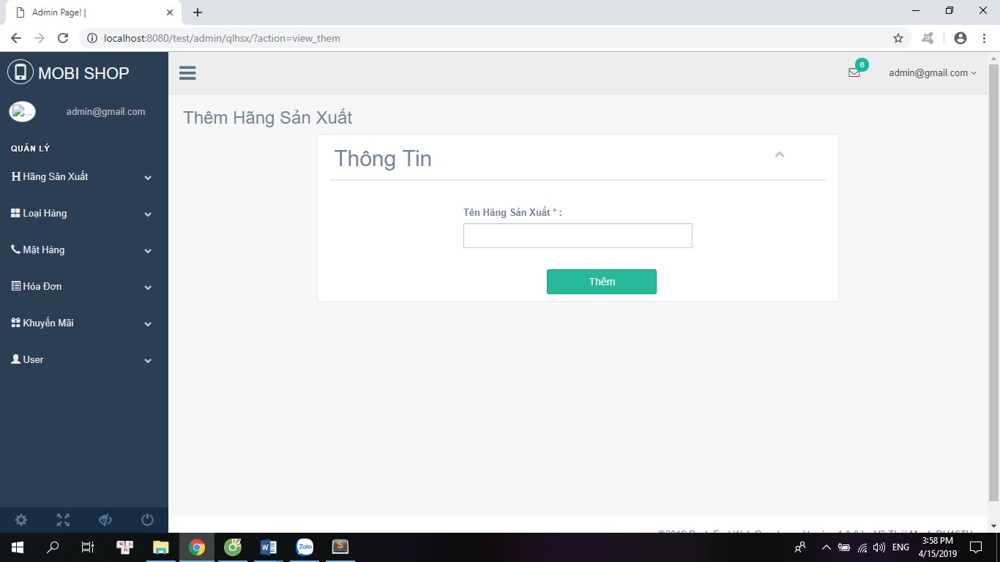 Admin Page! |
localhost:8080/test/admin/qlhsx/?action=view_them
MOBI SHOP
6
admin@gmail.com
admin@gmail.com
QUẢN LÝ
Hãng Sản Xuất
Loại Hàng
Mặt Hàng
Hóa Đơn
Khuyến Mãi
User
Thêm Hãng Sản Xuất
Thông Tin
Tên Hãng Sản Xuất * :
Thêm
Zalo
ENG
3:58 PM
4/15/2019